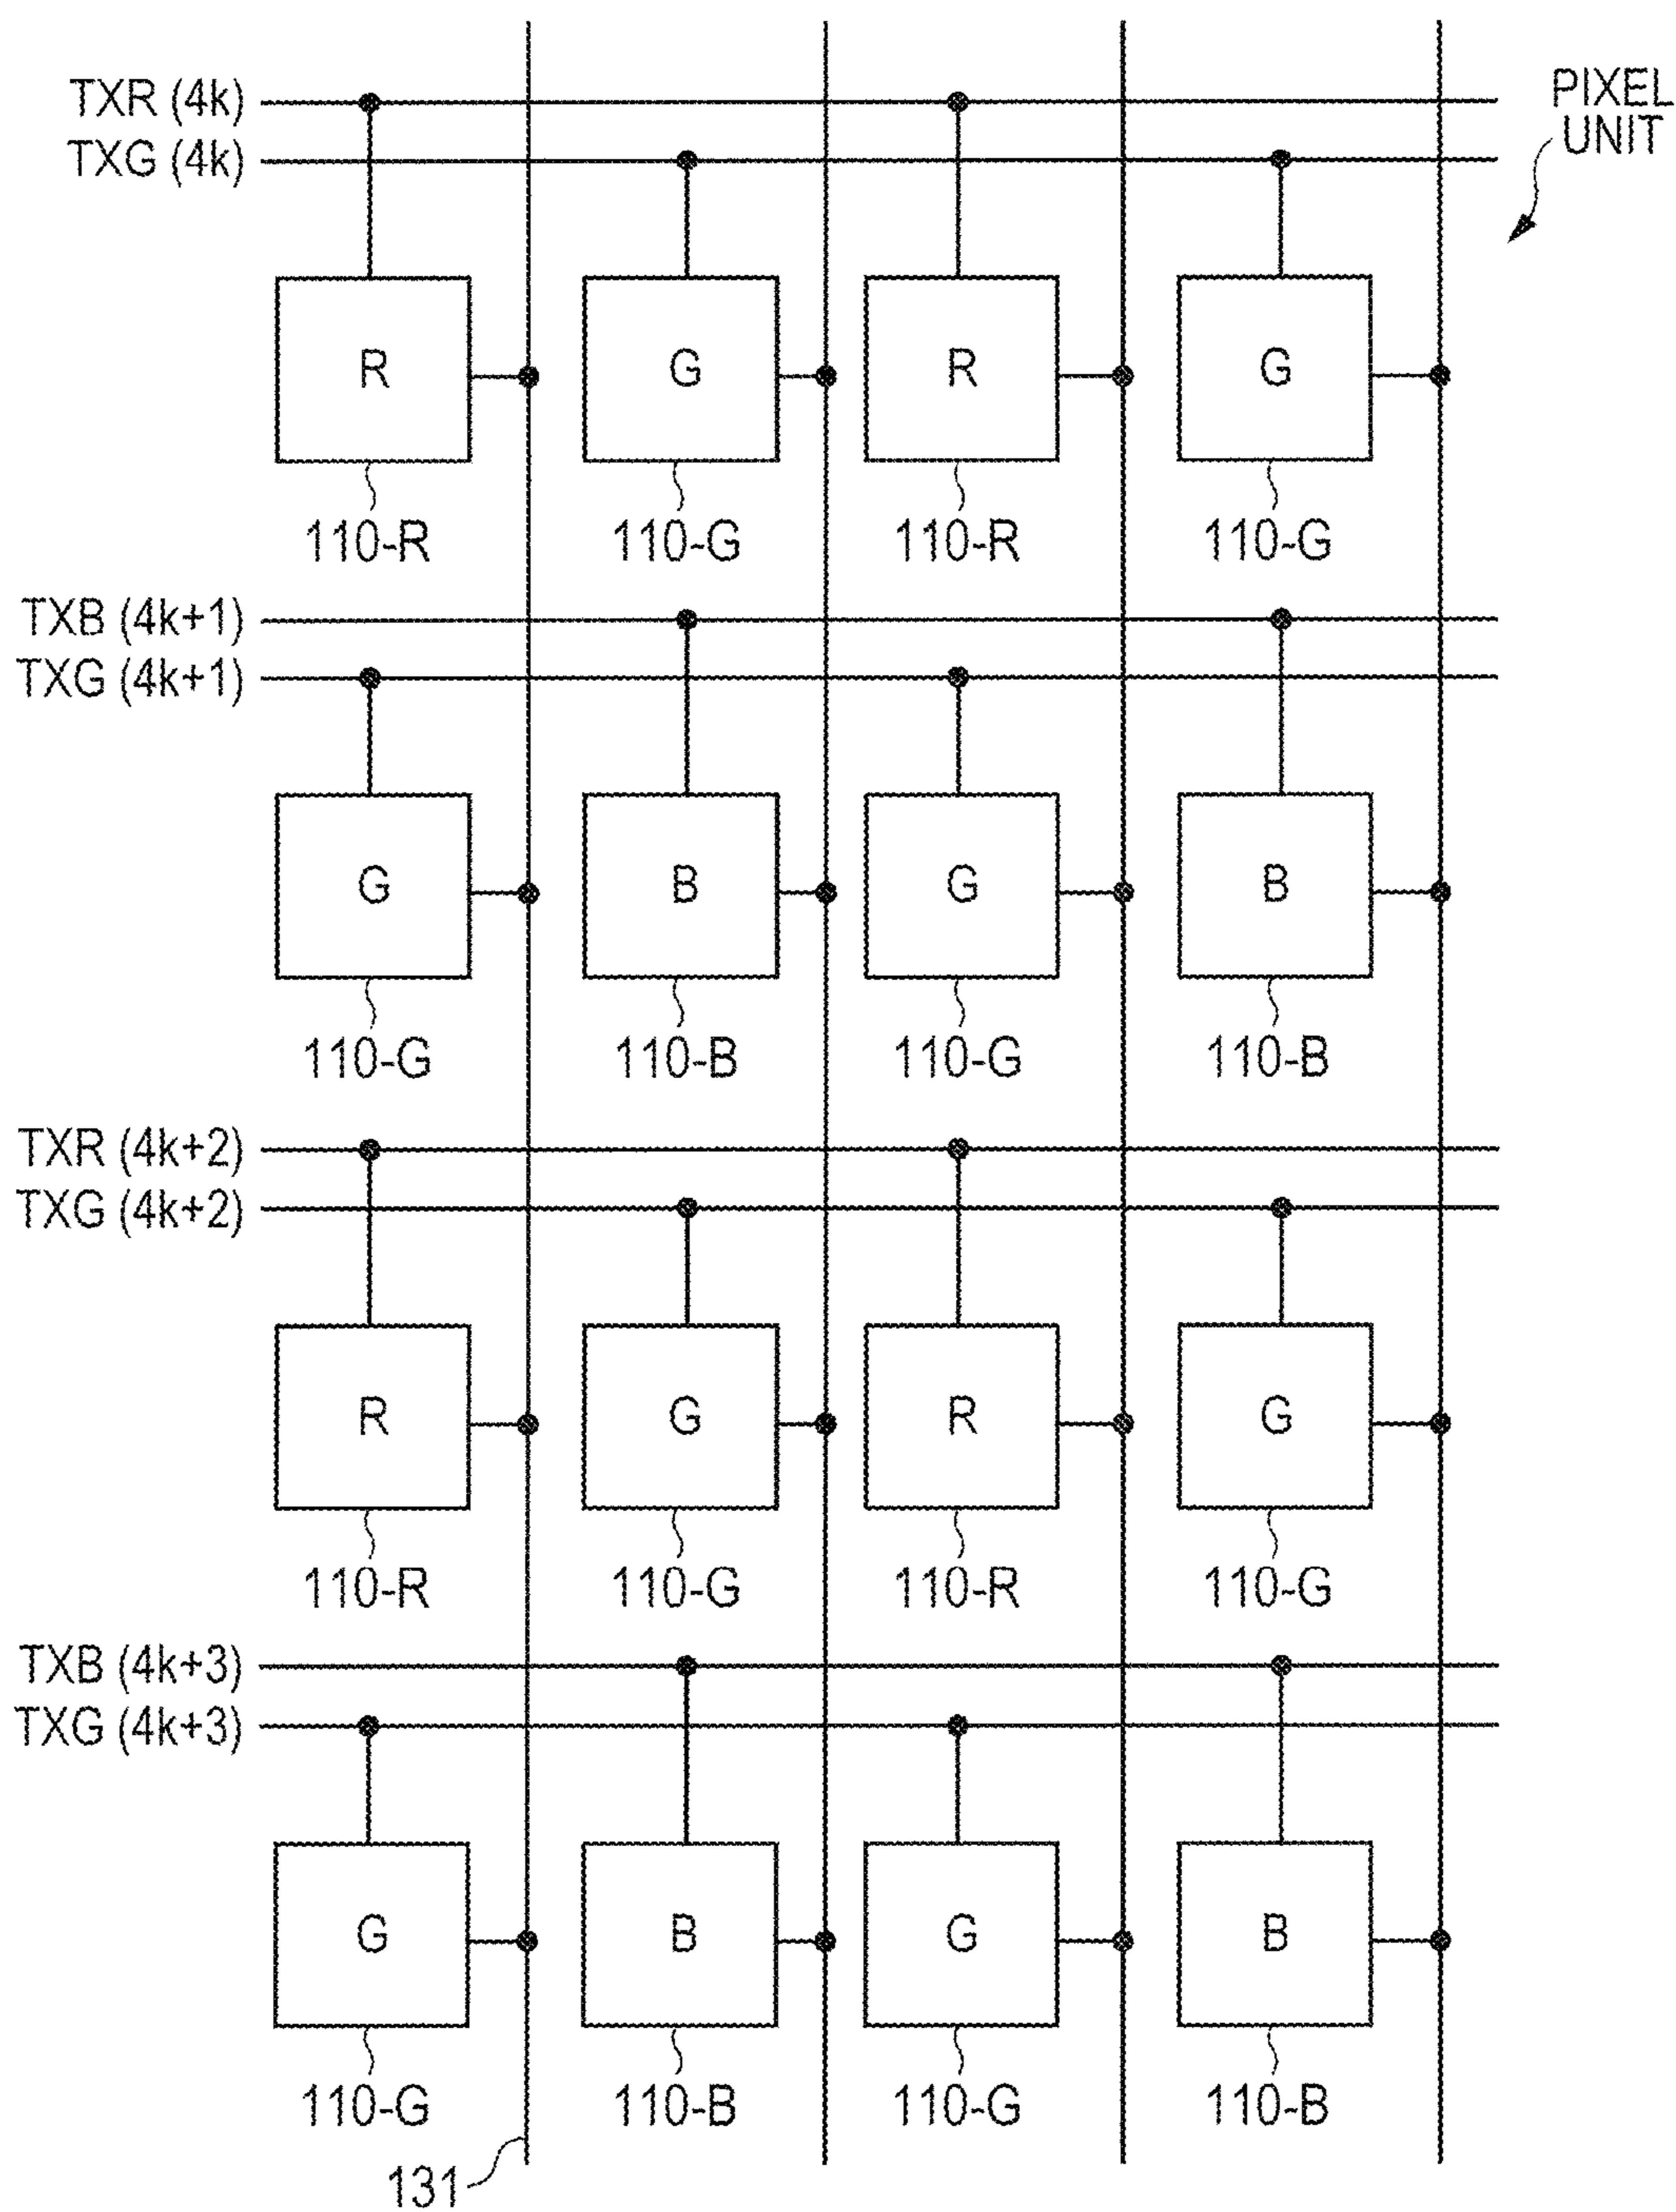 TXR (4k)
TXG (4k)
PIXEL
UNIT
R G R G
110-R 110-G 110-R 110-G
TXB (4k+1)
TXG (4k+1)
G B G B
110-G 110-B 110-G 110-B
TXR (4k+2)
TXG (4k+2)
R G R G
110-R 110-G 110-R 110-G
TXB (4k+3)
TXG (4k+3)
G B G B
110-G 110-B 110-G 110-B
131